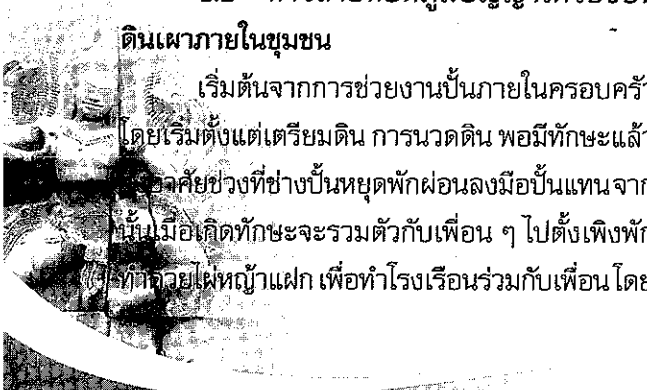 ดินเผาภายในชุมชน
เริ่มต้นจากการช่วยงานปั้นภายในครอบครัว
โดยเริ่มตั้งแต่เตรียมดิน การนวดดิน พอมีทักษะแล้ว
อาศัยช่วงที่ช่างปั้นหยุดพักผ่อนลงมือปั้นแทนจาก
นั้นเมื่อเกิดทักษะจะรวมตัวกับเพื่อน ๆ ไปตั้งเพิงพัก
ทำด้วยไผ่หญ้าแฝก เพื่อทำโรงเรือนร่วมกับเพื่อน โดย